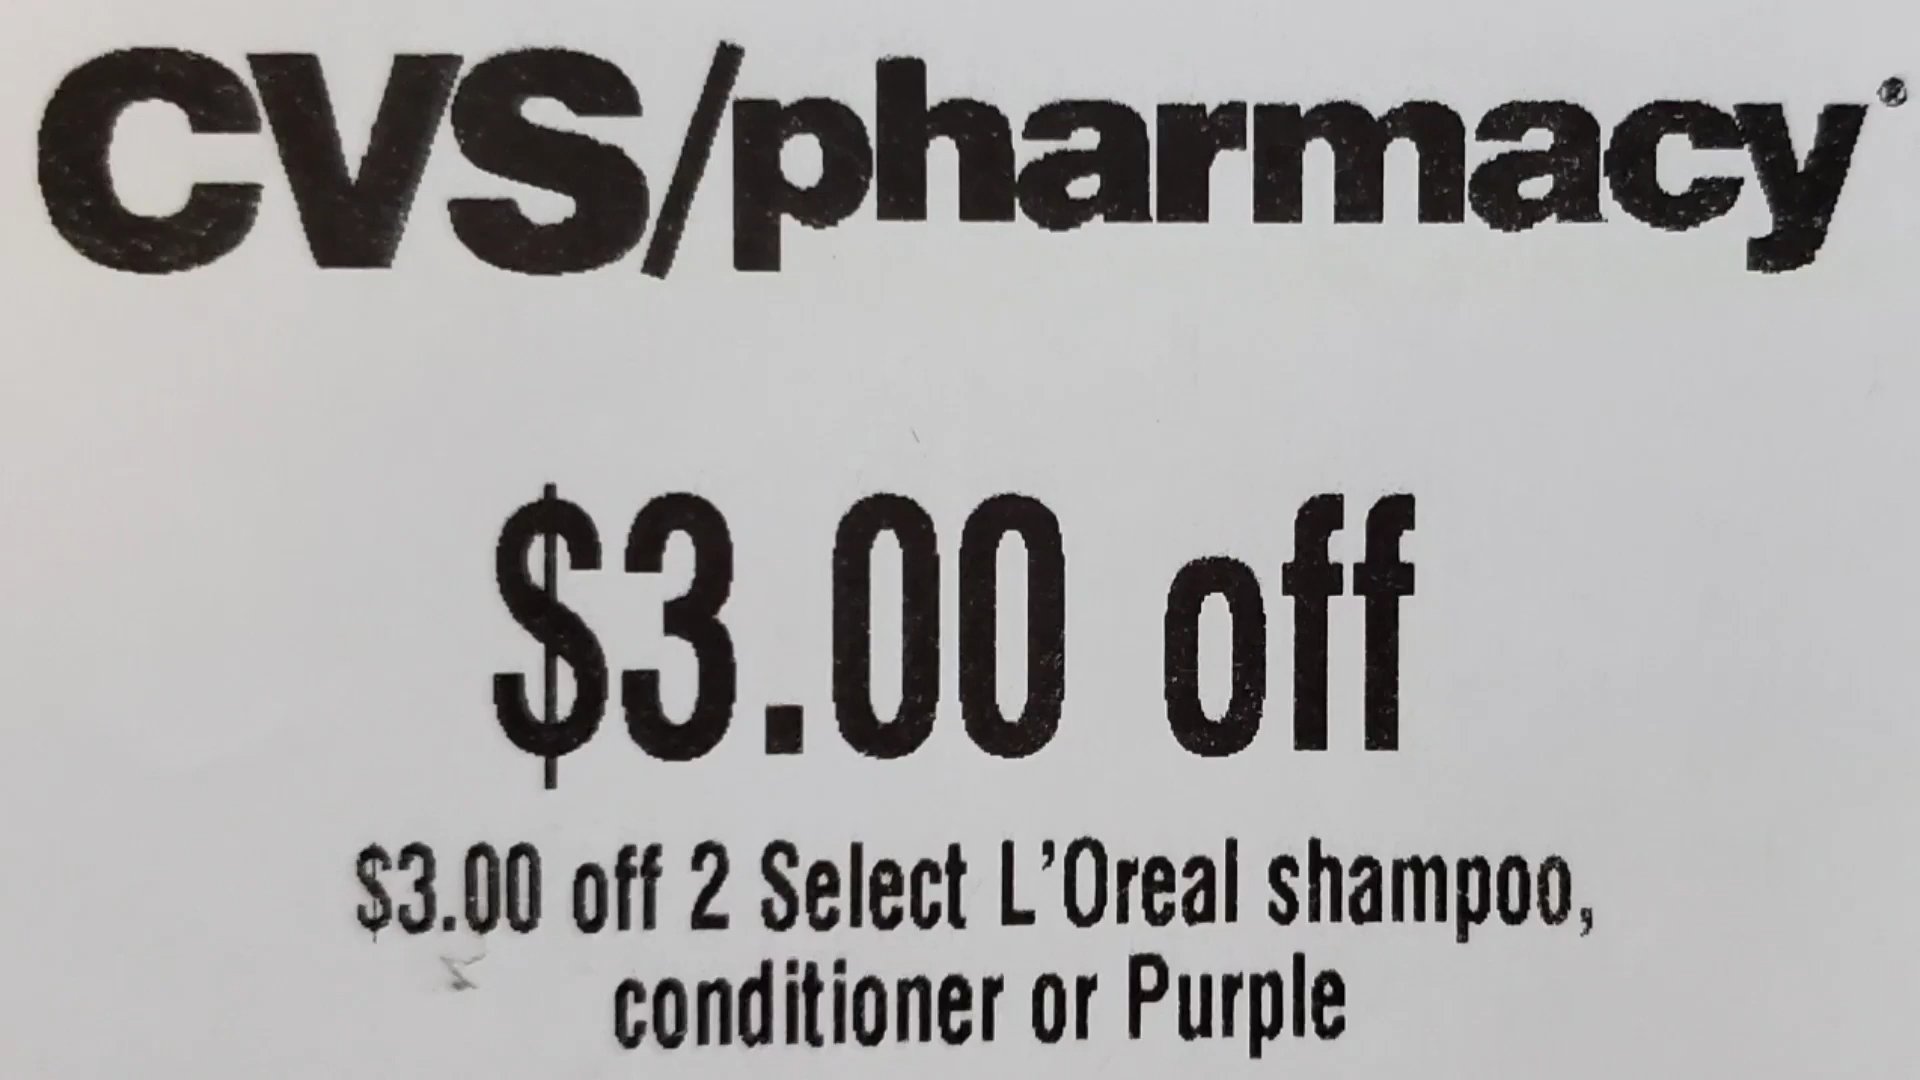 CVS/pharmacy®
$3.00 off
$3.00 off 2 Select L'Oreal shampoo,
conditioner or Purple